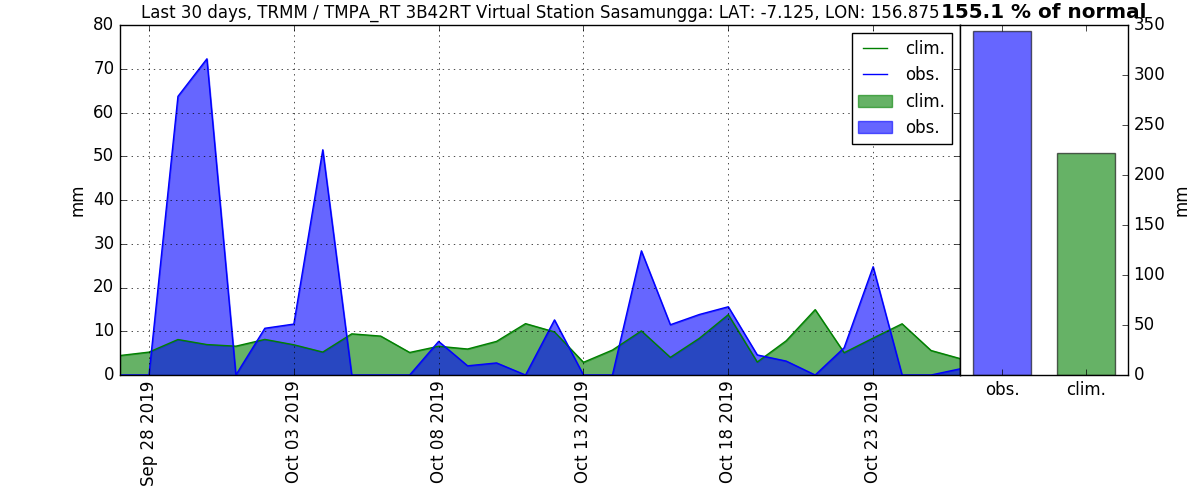 Last 30 days, TRMM / TMPA_RT 3B42RT Virtual Station Sasamungga: LAT: -7.125, LON: 156.875
155.1 % of normal
80
70
60
50
40
30
20
10
0
mm
clim.
obs.
clim.
obs.
Sep 28 2019
Oct 03 2019
Oct 08 2019
Oct 13 2019
Oct 18 2019
Oct 23 2019
350
300
250
200
150
100
50
0
mm
obs.
clim.